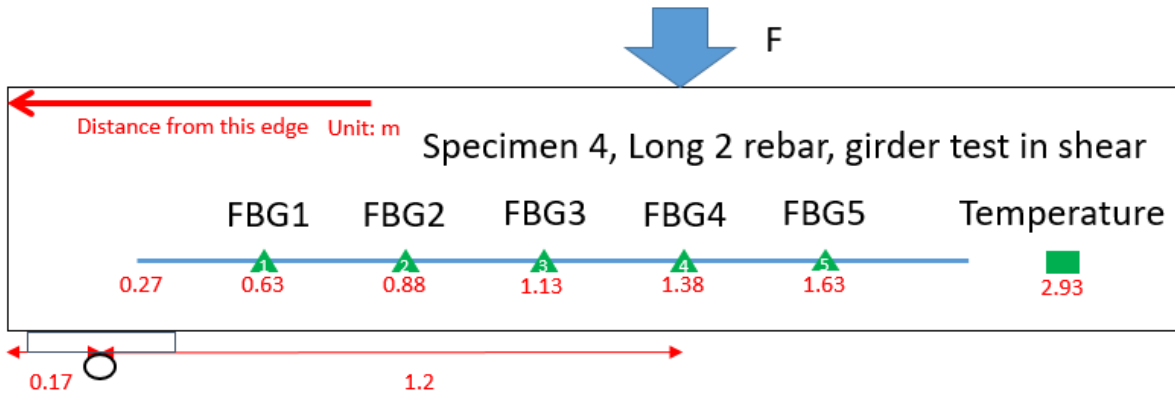 F
Distance from this edge Unit: m
Specimen 4, Long 2 rebar, girder test in shear
FBG1 FBG2 FBG3 FBG4 FBG5 Temperature
1 2 3 4 5
0.27 0.63 0.88 1.13 1.38 1.63 2.93
0.17 1.2